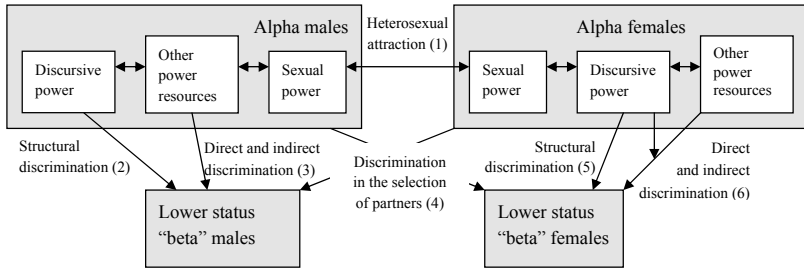 Alpha males
Discursive
power
Other
power
resources
Sexual
power
Heterosexual
attraction (1)
Alpha females
Sexual
power
Discursive
power
Other
power
resources
Structural
discrimination (2)
Direct and indirect
discrimination (3)
Discrimination
in the selection
of partners (4)
Structural
discrimination (5)
Direct
and indirect
discrimination (6)
Lower status
“beta” males
Lower status
“beta” females